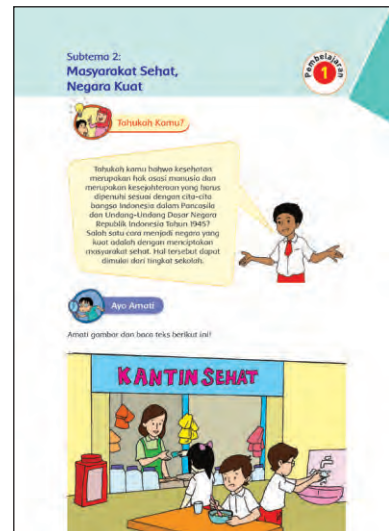 Subtema 2:
Masyarakat Sehat,
Negara Kuat
Pembelajaran
1
Tahukah Kamu?
Tahukah kamu bahwa kesehatan
merupakan hak asasi manusia dan
merupakan kesejahteraan yang harus
dipenuhi sesuai dengan cita-cita
bangsa Indonesia dalam Pancasila
dan Undang-Undang Dasar Negara
Republik Indonesia Tahun 1945?
Salah satu cara menjadi negara yang
kuat adalah dengan menciptakan
masyarakat sehat. Hal tersebut dapat
dimulai dari tingkat sekolah.
Ayo Amati
Amati gambar dan baca teks berikut ini!
KANTIN SEHAT